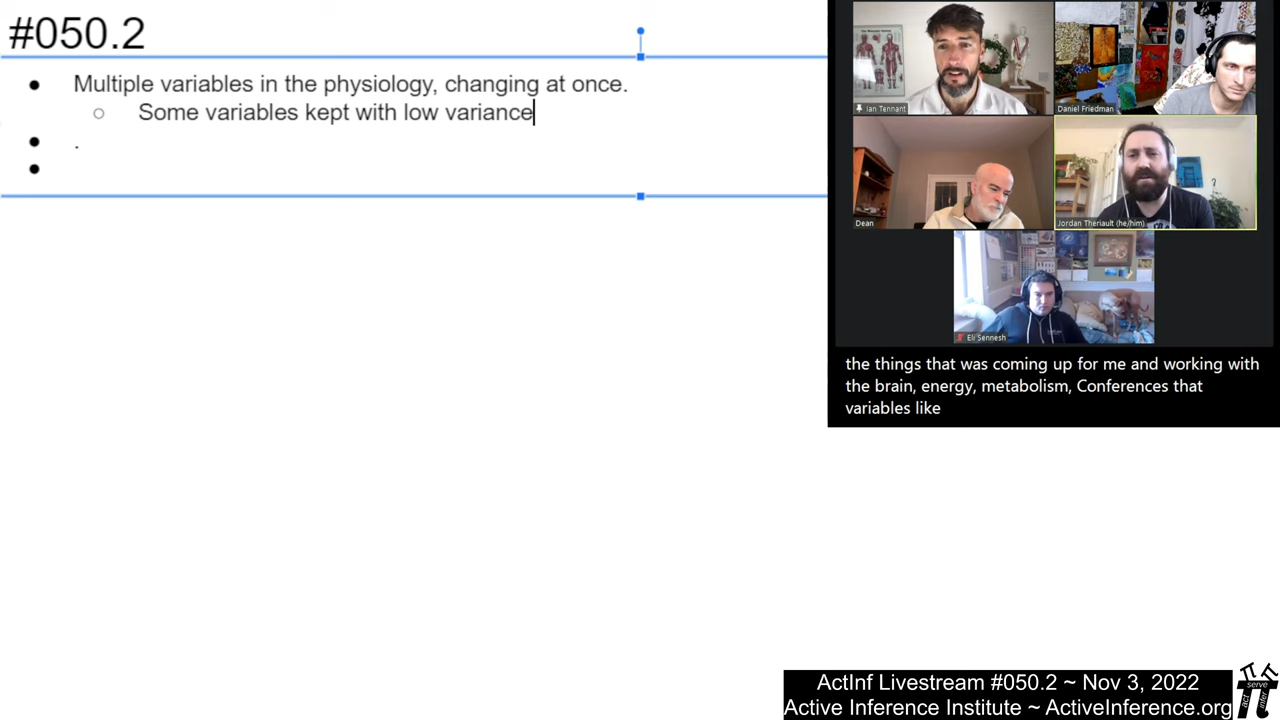 #050.2
Multiple variables in the physiology, changing at once.
Some variables kept with low variance
.
Ian Tennant
Daniel Friedman
Dean
Jordan Theriault (he/him)
Eli Sennesh
the things that was coming up for me and working with
the brain, energy, metabolism, Conferences that
variables like
ActInf Livestream #050.2 ~ Nov 3, 2022
Active Inference Institute ~ ActiveInference.org
act
serve
infer